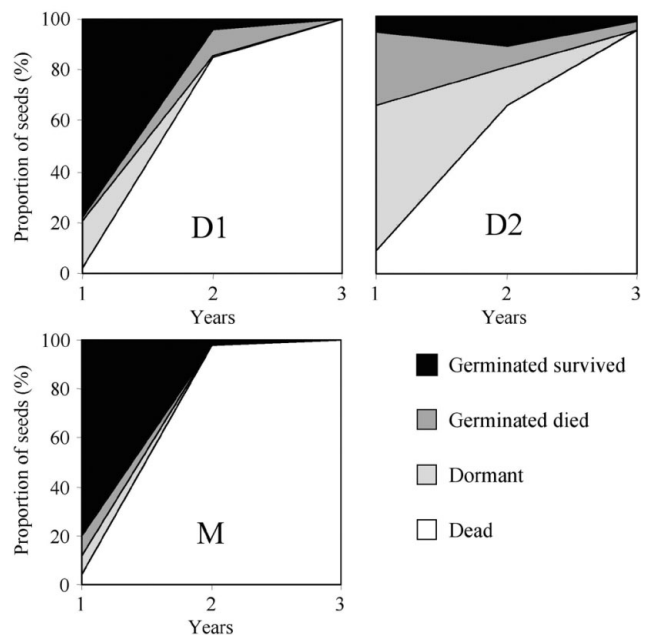 Proportion of seeds (%)
100
80
60
40
20
0
D1
1 2 3
Years
D2
1 2 3
Years
Proportion of seeds (%)
100
80
60
40
20
0
M
1 2 3
Years
Germinated survived
Germinated died
Dormant
Dead